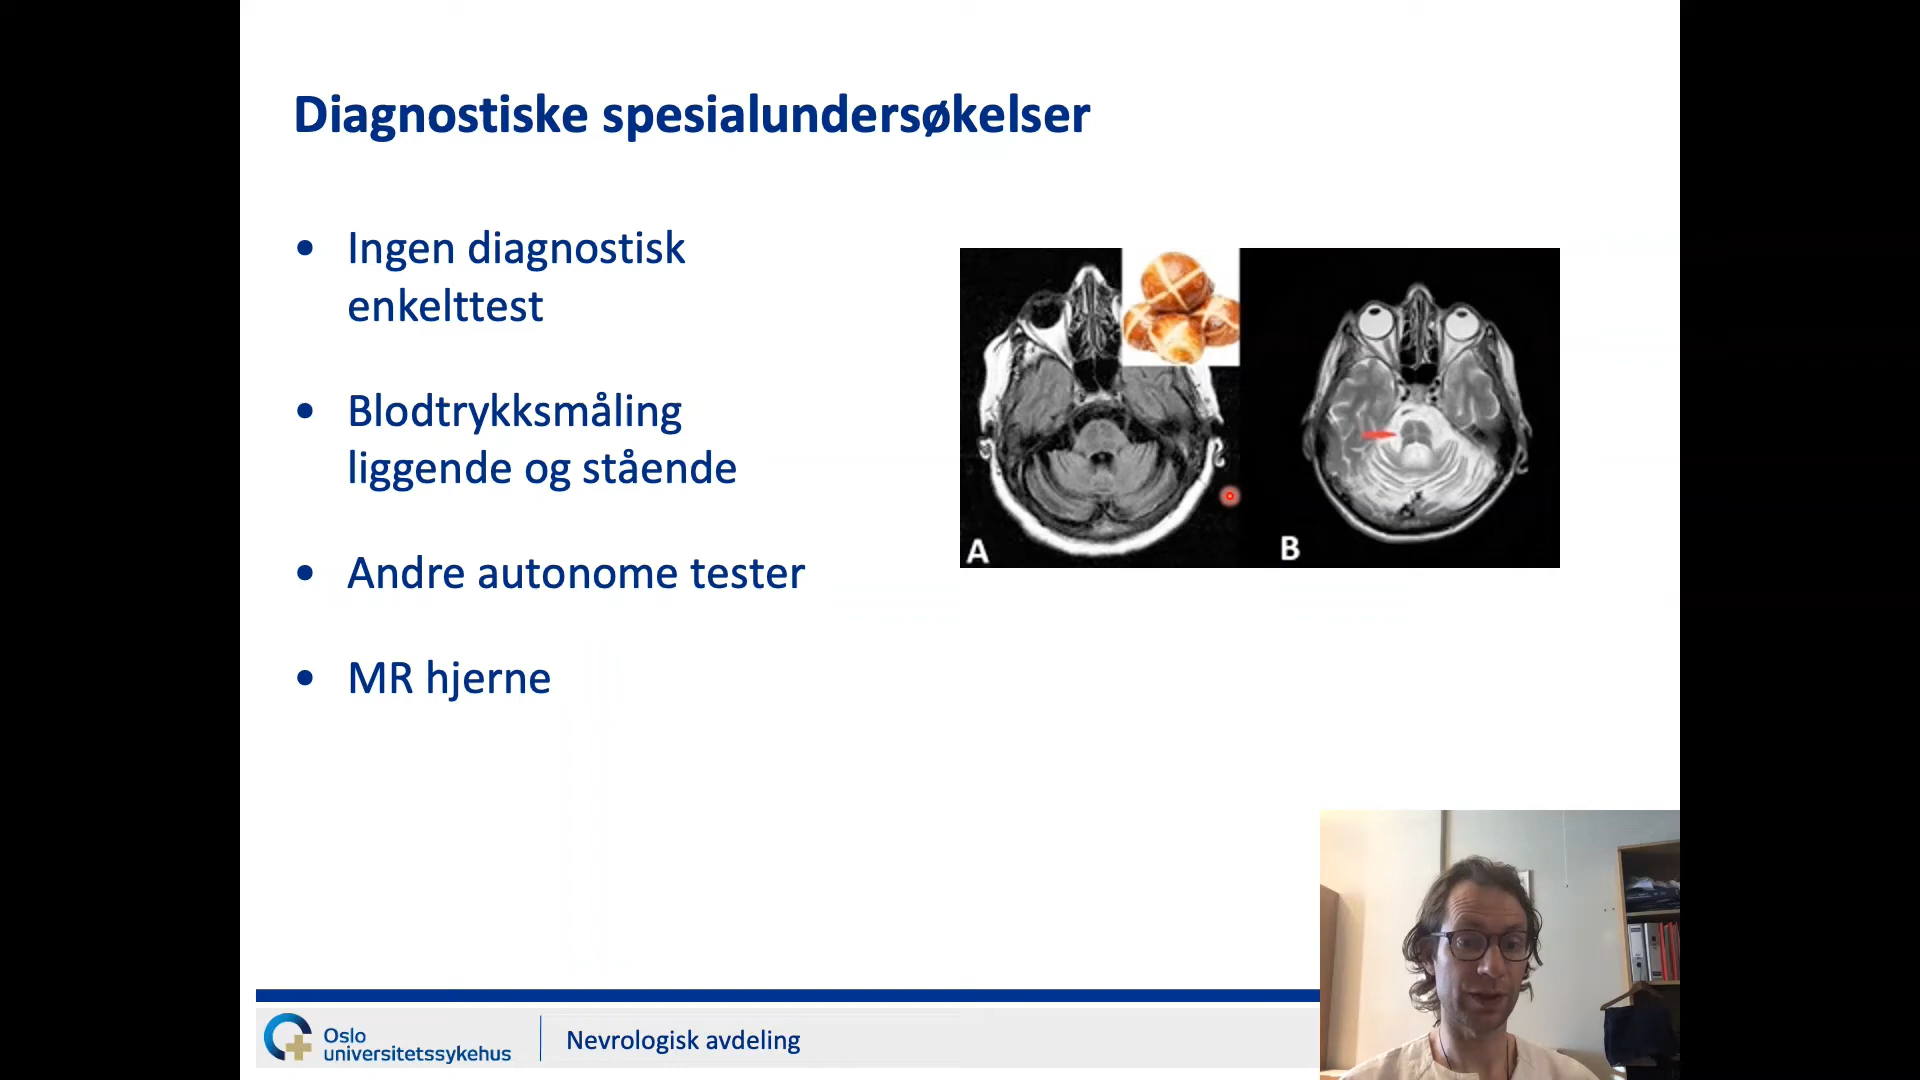 Diagnostiske spesialundersøkelser
• Ingen diagnostisk
enkelttest
• Blodtrykksmåling
liggende og stående
• Andre autonome tester
• MR hjerne
A
B
Oslo
universitetssykehus
Nevrologisk avdeling